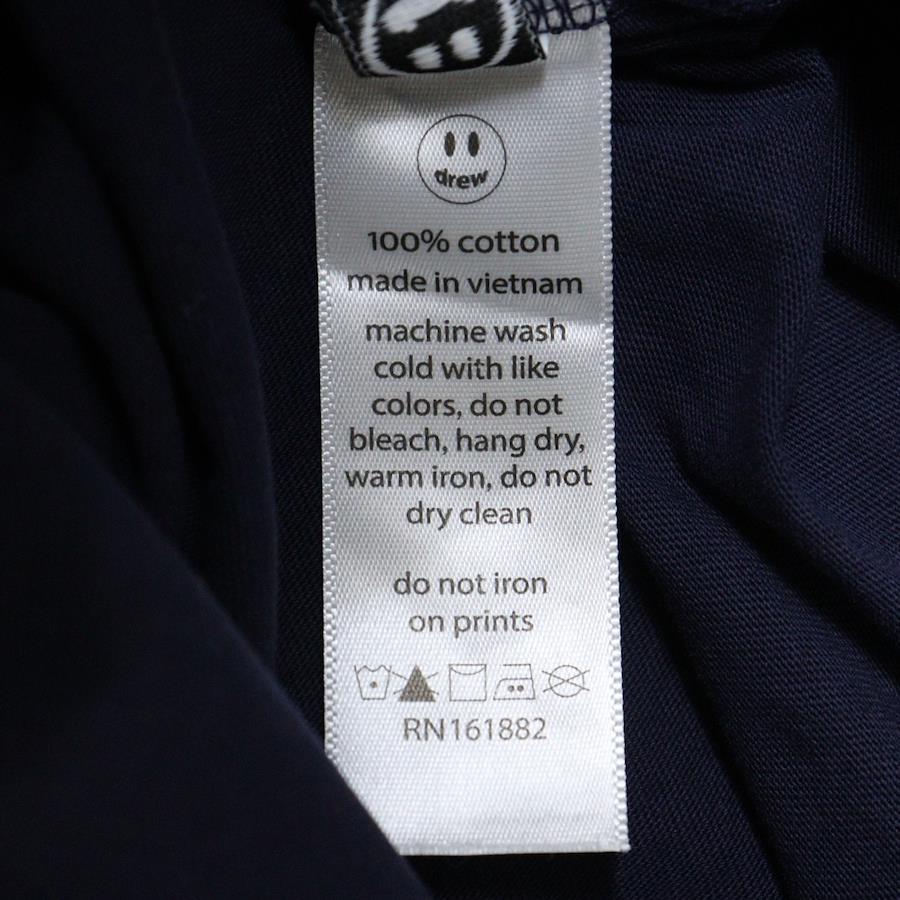 drew
100% cotton
made in vietnam
machine wash
cold with like
colors, do not
bleach, hang dry,
warm iron, do not
dry clean
do not iron
on prints
RN161882